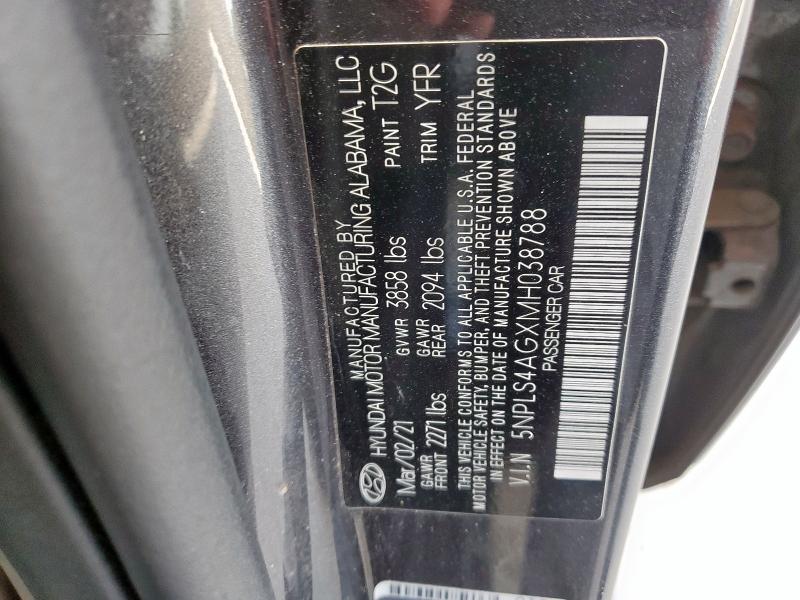 MANUFACTURED BY
HYUNDAI MOTOR MANUFACTURING ALABAMA, LLC
Mar/02/21 GVWR 3858 lbs PAINT T2G
GAWR FRONT 2271 lbs GAWR REAR 2094 lbs TRIM YFR
THIS VEHICLE CONFORMS TO ALL APPLICABLE U.S.A. FEDERAL
MOTOR VEHICLE SAFETY, BUMPER, AND THEFT PREVENTION STANDARDS
IN EFFECT ON THE DATE OF MANUFACTURE SHOWN ABOVE
V.I.N 5NPLS4AGXMH038788
PASSENGER CAR